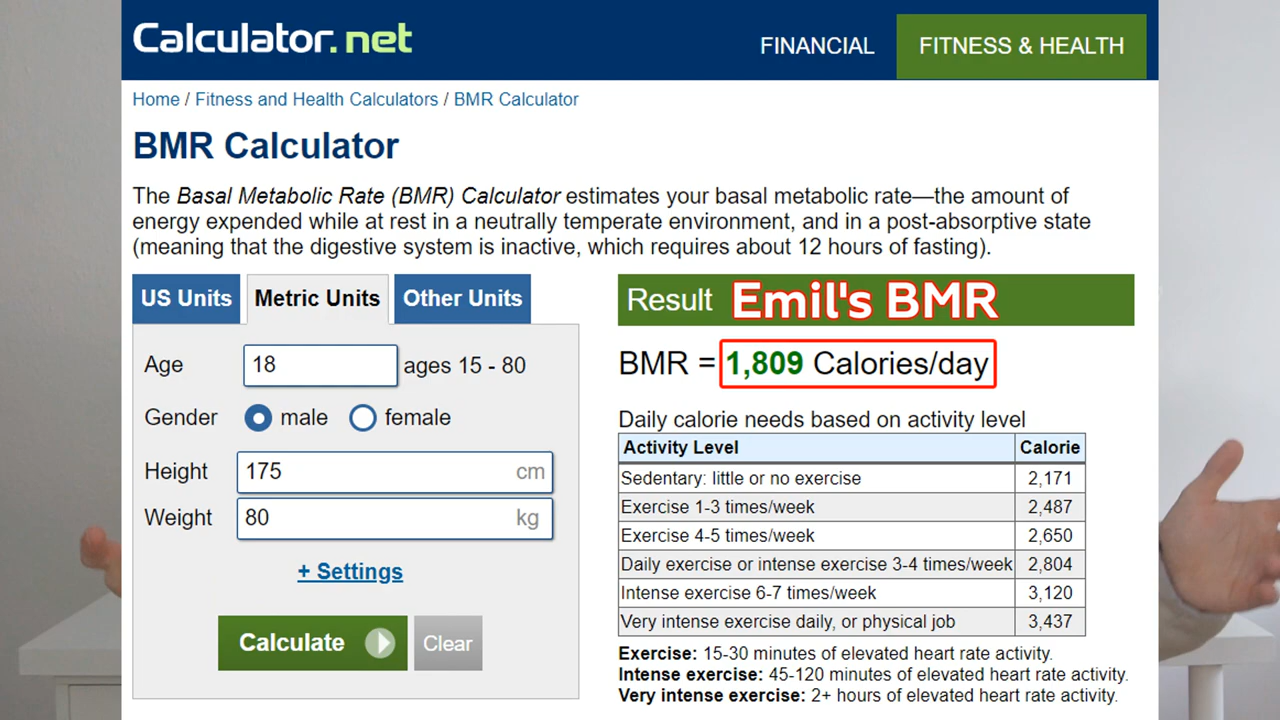 Calculator.net
FINANCIAL
FITNESS & HEALTH
Home / Fitness and Health Calculators / BMR Calculator
BMR Calculator
The Basal Metabolic Rate (BMR) Calculator estimates your basal metabolic rate—the amount of
energy expended while at rest in a neutrally temperate environment, and in a post-absorptive state
(meaning that the digestive system is inactive, which requires about 12 hours of fasting).
US Units
Metric Units
Other Units
Age 18 ages 15 - 80
Gender male female
Height 175 cm
Weight 80 kg
+ Settings
Calculate
Clear
Result Emil's BMR
BMR = 1,809 Calories/day
Daily calorie needs based on activity level
Activity Level Calorie
Sedentary: little or no exercise 2,171
Exercise 1-3 times/week 2,487
Exercise 4-5 times/week 2,650
Daily exercise or intense exercise 3-4 times/week 2,804
Intense exercise 6-7 times/week 3,120
Very intense exercise daily, or physical job 3,437
Exercise: 15-30 minutes of elevated heart rate activity.
Intense exercise: 45-120 minutes of elevated heart rate activity.
Very intense exercise: 2+ hours of elevated heart rate activity.